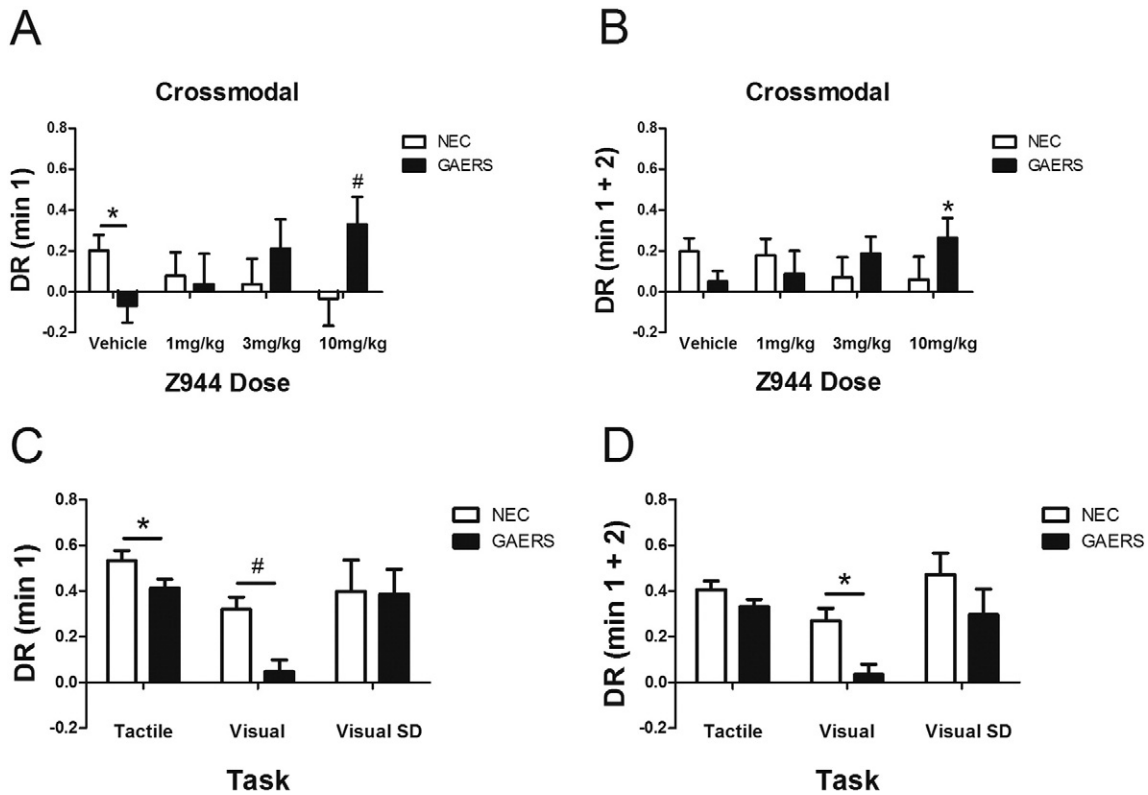 A
Crossmodal
DR (min 1)
0.8
0.6
0.4
0.2
0.0
-0.2
*
#
NEC
GAERS
Vehicle 1mg/kg 3mg/kg 10mg/kg
Z944 Dose
B
Crossmodal
DR (min 1 + 2)
0.8
0.6
0.4
0.2
0.0
-0.2
*
NEC
GAERS
Vehicle 1mg/kg 3mg/kg 10mg/kg
Z944 Dose
C
DR (min 1)
0.8
0.6
0.4
0.2
0.0
-0.2
*
#
NEC
GAERS
Tactile Visual Visual SD
Task
D
DR (min 1 + 2)
0.8
0.6
0.4
0.2
0.0
-0.2
*
NEC
GAERS
Tactile Visual Visual SD
Task